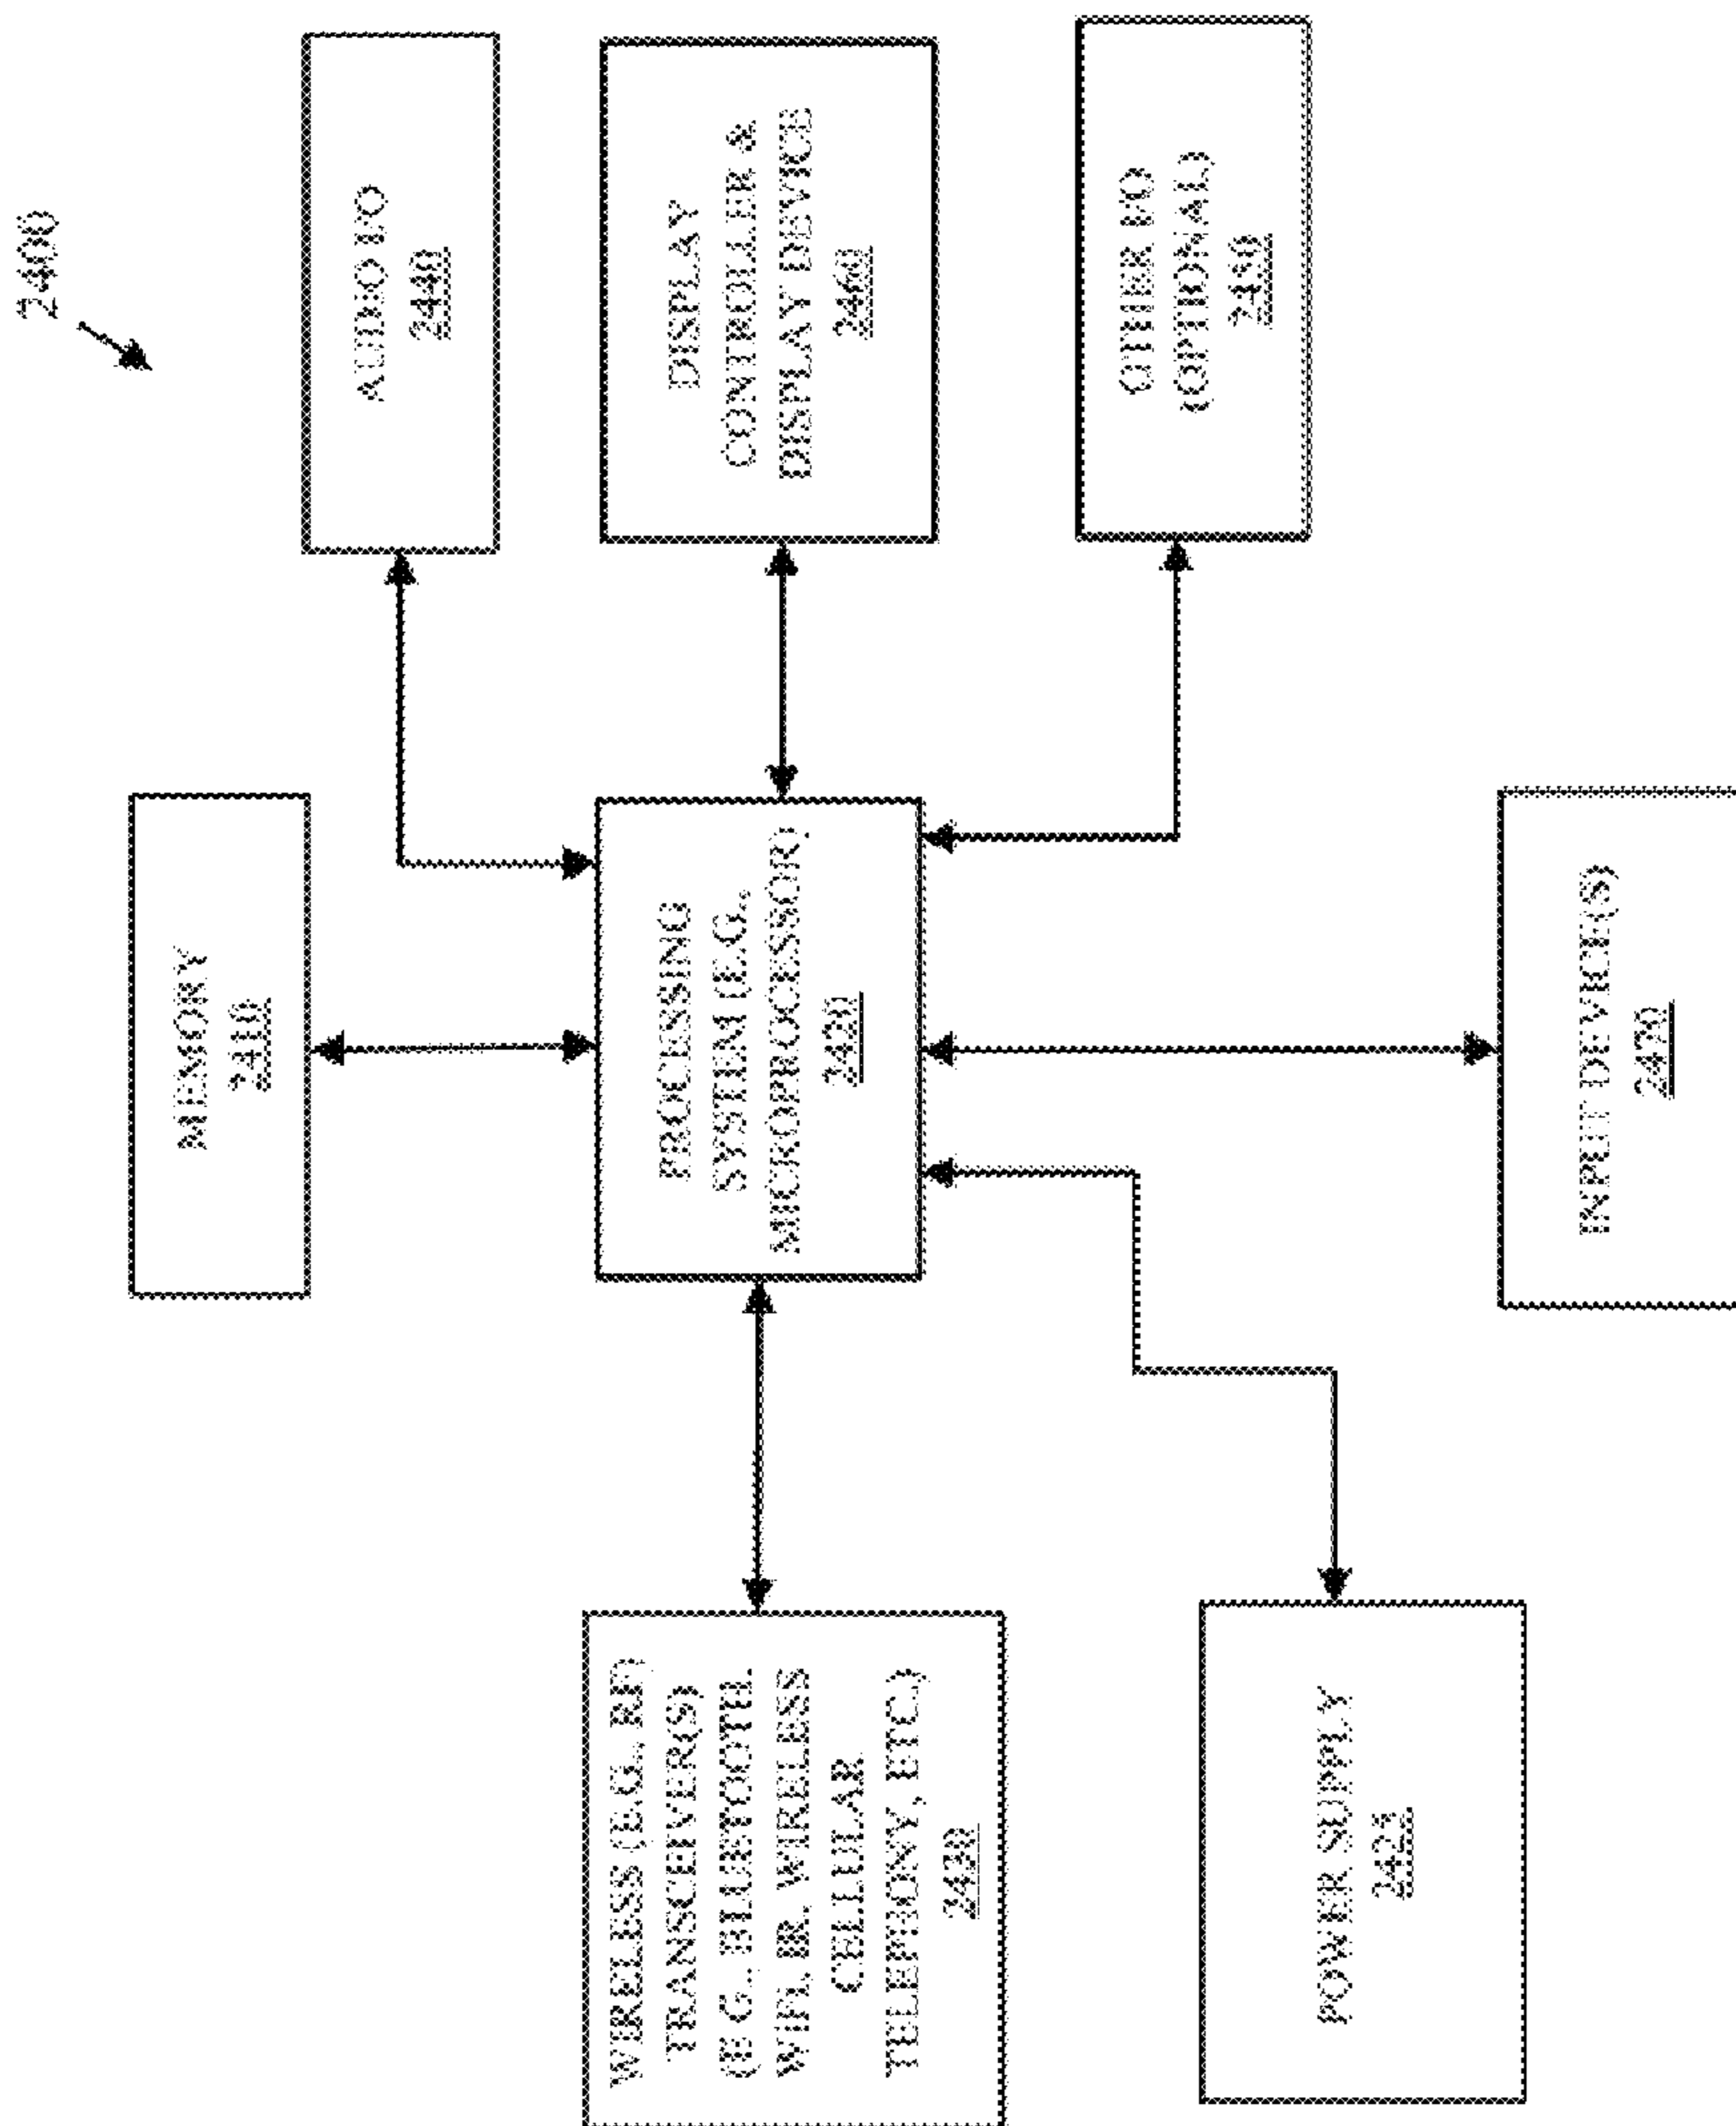 2400
MEMORY
2410
AUDIO I/O
2440
WIRELESS (E.G., RF)
TRANSCEIVER(S)
(E.G., BLUETOOTH,
WIFI, IR, WIRELESS
CELLULAR
TELEPHONY, ETC.)
2430
PROCESSING
SYSTEM (E.G.,
MICROPROCESSOR)
2420
DISPLAY
CONTROLLER &
DISPLAY DEVICE
2460
OTHER I/O
(OPTIONAL)
2450
POWER SUPPLY
2425
INPUT DEVICE(S)
2470